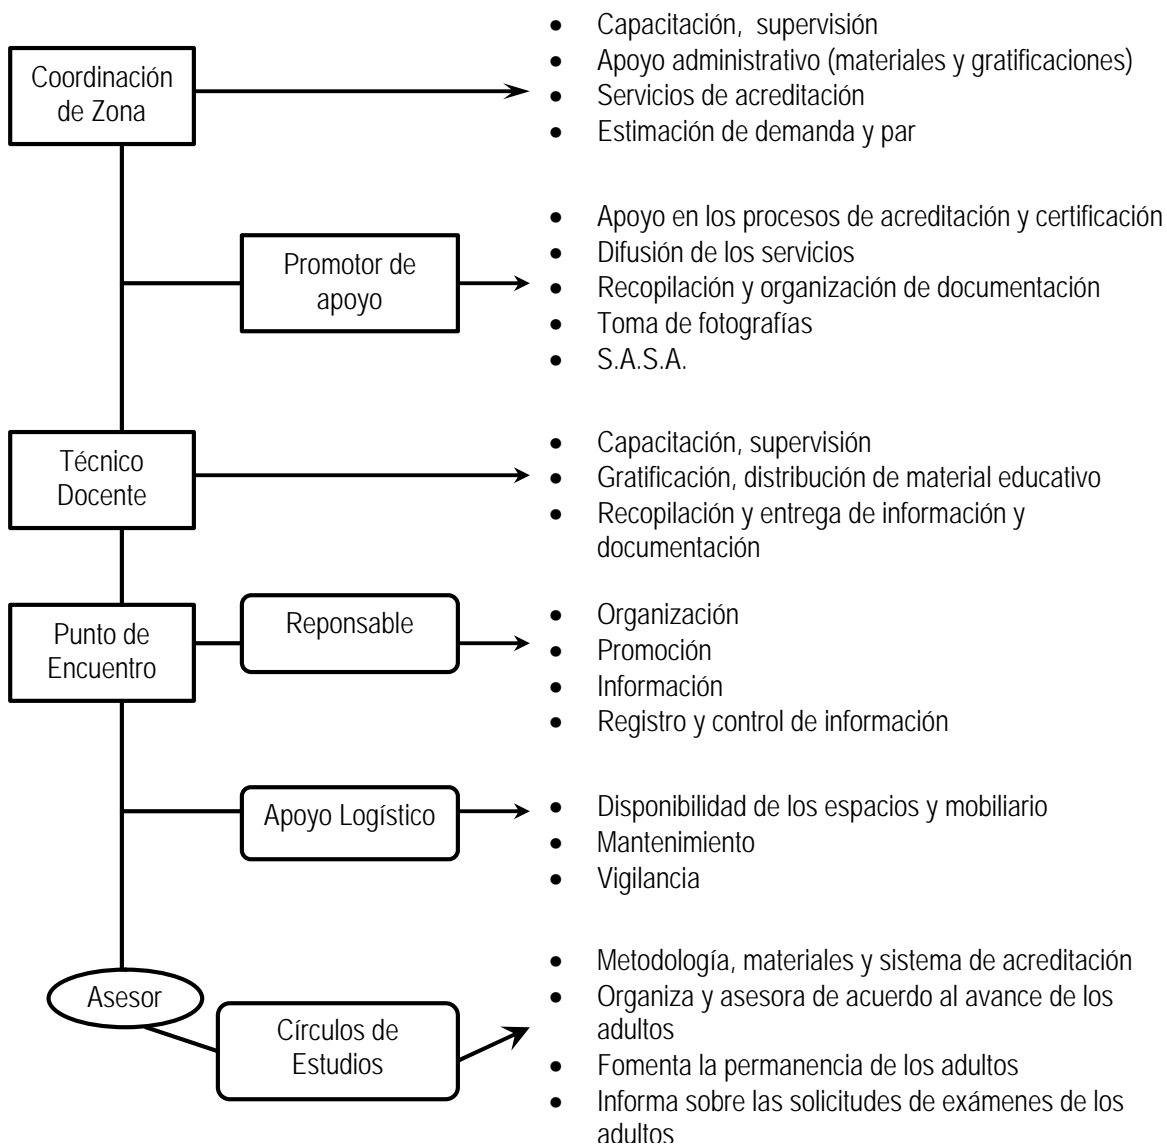 Coordinación
de Zona
• Capacitación, supervisión
• Apoyo administrativo (materiales y gratificaciones)
• Servicios de acreditación
• Estimación de demanda y par
Promotor de
apoyo
• Apoyo en los procesos de acreditación y certificación
• Difusión de los servicios
• Recopilación y organización de documentación
• Toma de fotografías
• S.A.S.A.
Técnico
Docente
• Capacitación, supervisión
• Gratificación, distribución de material educativo
• Recopilación y entrega de información y
documentación
Punto de
Encuentro
Reponsable
• Organización
• Promoción
• Información
• Registro y control de información
Apoyo Logístico
• Disponibilidad de los espacios y mobiliario
• Mantenimiento
• Vigilancia
Asesor
Círculos de
Estudios
• Metodología, materiales y sistema de acreditación
• Organiza y asesora de acuerdo al avance de los
adultos
• Fomenta la permanencia de los adultos
• Informa sobre las solicitudes de exámenes de los
adultos